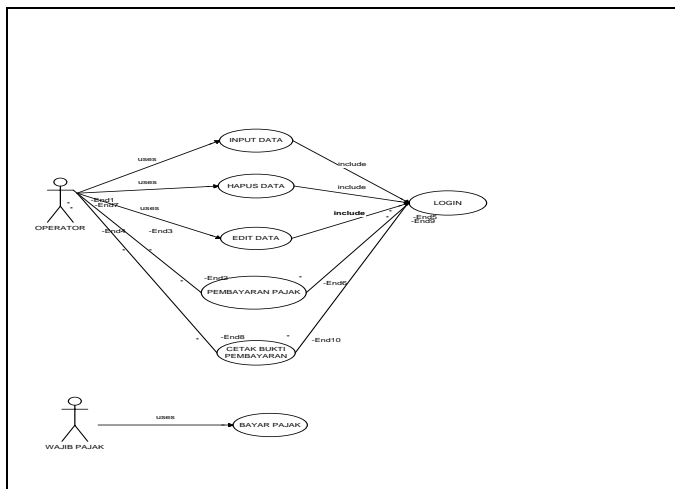 INPUT DATA
uses
include
uses
HAPUS DATA
include
-End1
-End7
LOGIN
OPERATOR
uses
include
-End5
-End9
-End4
-End3
EDIT DATA
-End2
-End6
PEMBAYARAN PAJAK
-End8
-End10
CETAK BUKTI
PEMBAYARAN
uses
BAYAR PAJAK
WAJIB PAJAK